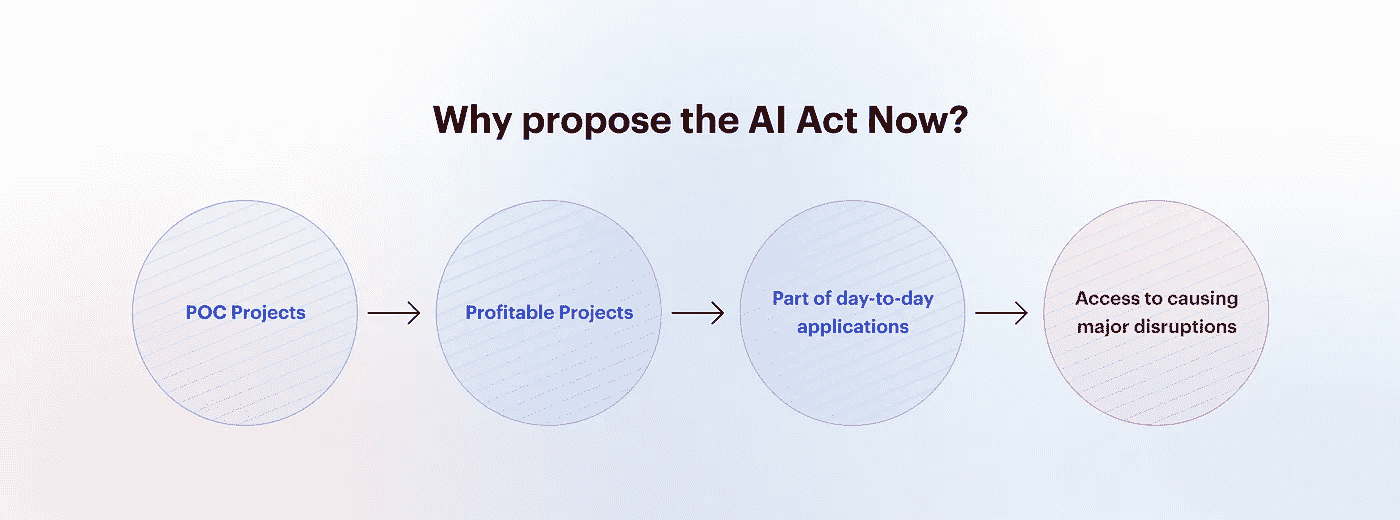 Why propose the AI Act Now?
POC Projects
Profitable Projects
Part of day-to-day
applications
Access to causing
major disruptions